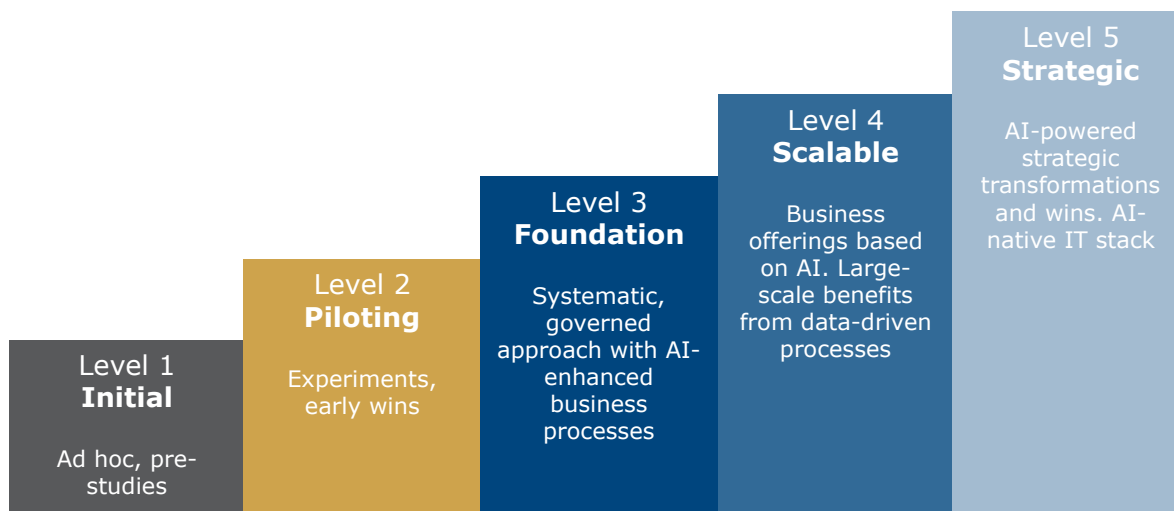 Level 1
Initial
Ad hoc, pre-
studies
Level 2
Piloting
Experiments,
early wins
Level 3
Foundation
Systematic,
governed
approach with AI-
enhanced
business
processes
Level 4
Scalable
Business
offerings based
on AI. Large-
scale benefits
from data-driven
processes
Level 5
Strategic
AI-powered
strategic
transformations
and wins. AI-
native IT stack